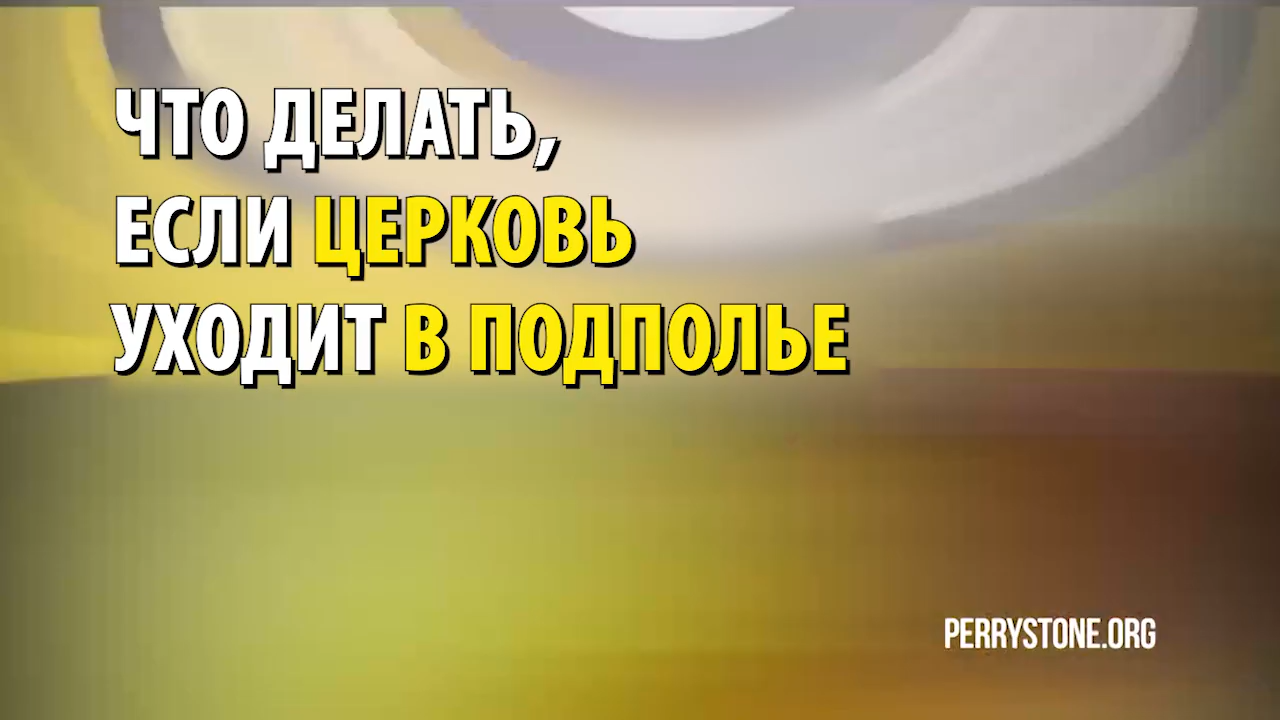 ЧТО ДЕЛАТЬ,
ЕСЛИ ЦЕРКОВЬ
УХОДИТ В ПОДПОЛЬЕ
PERRYSTONE.ORG